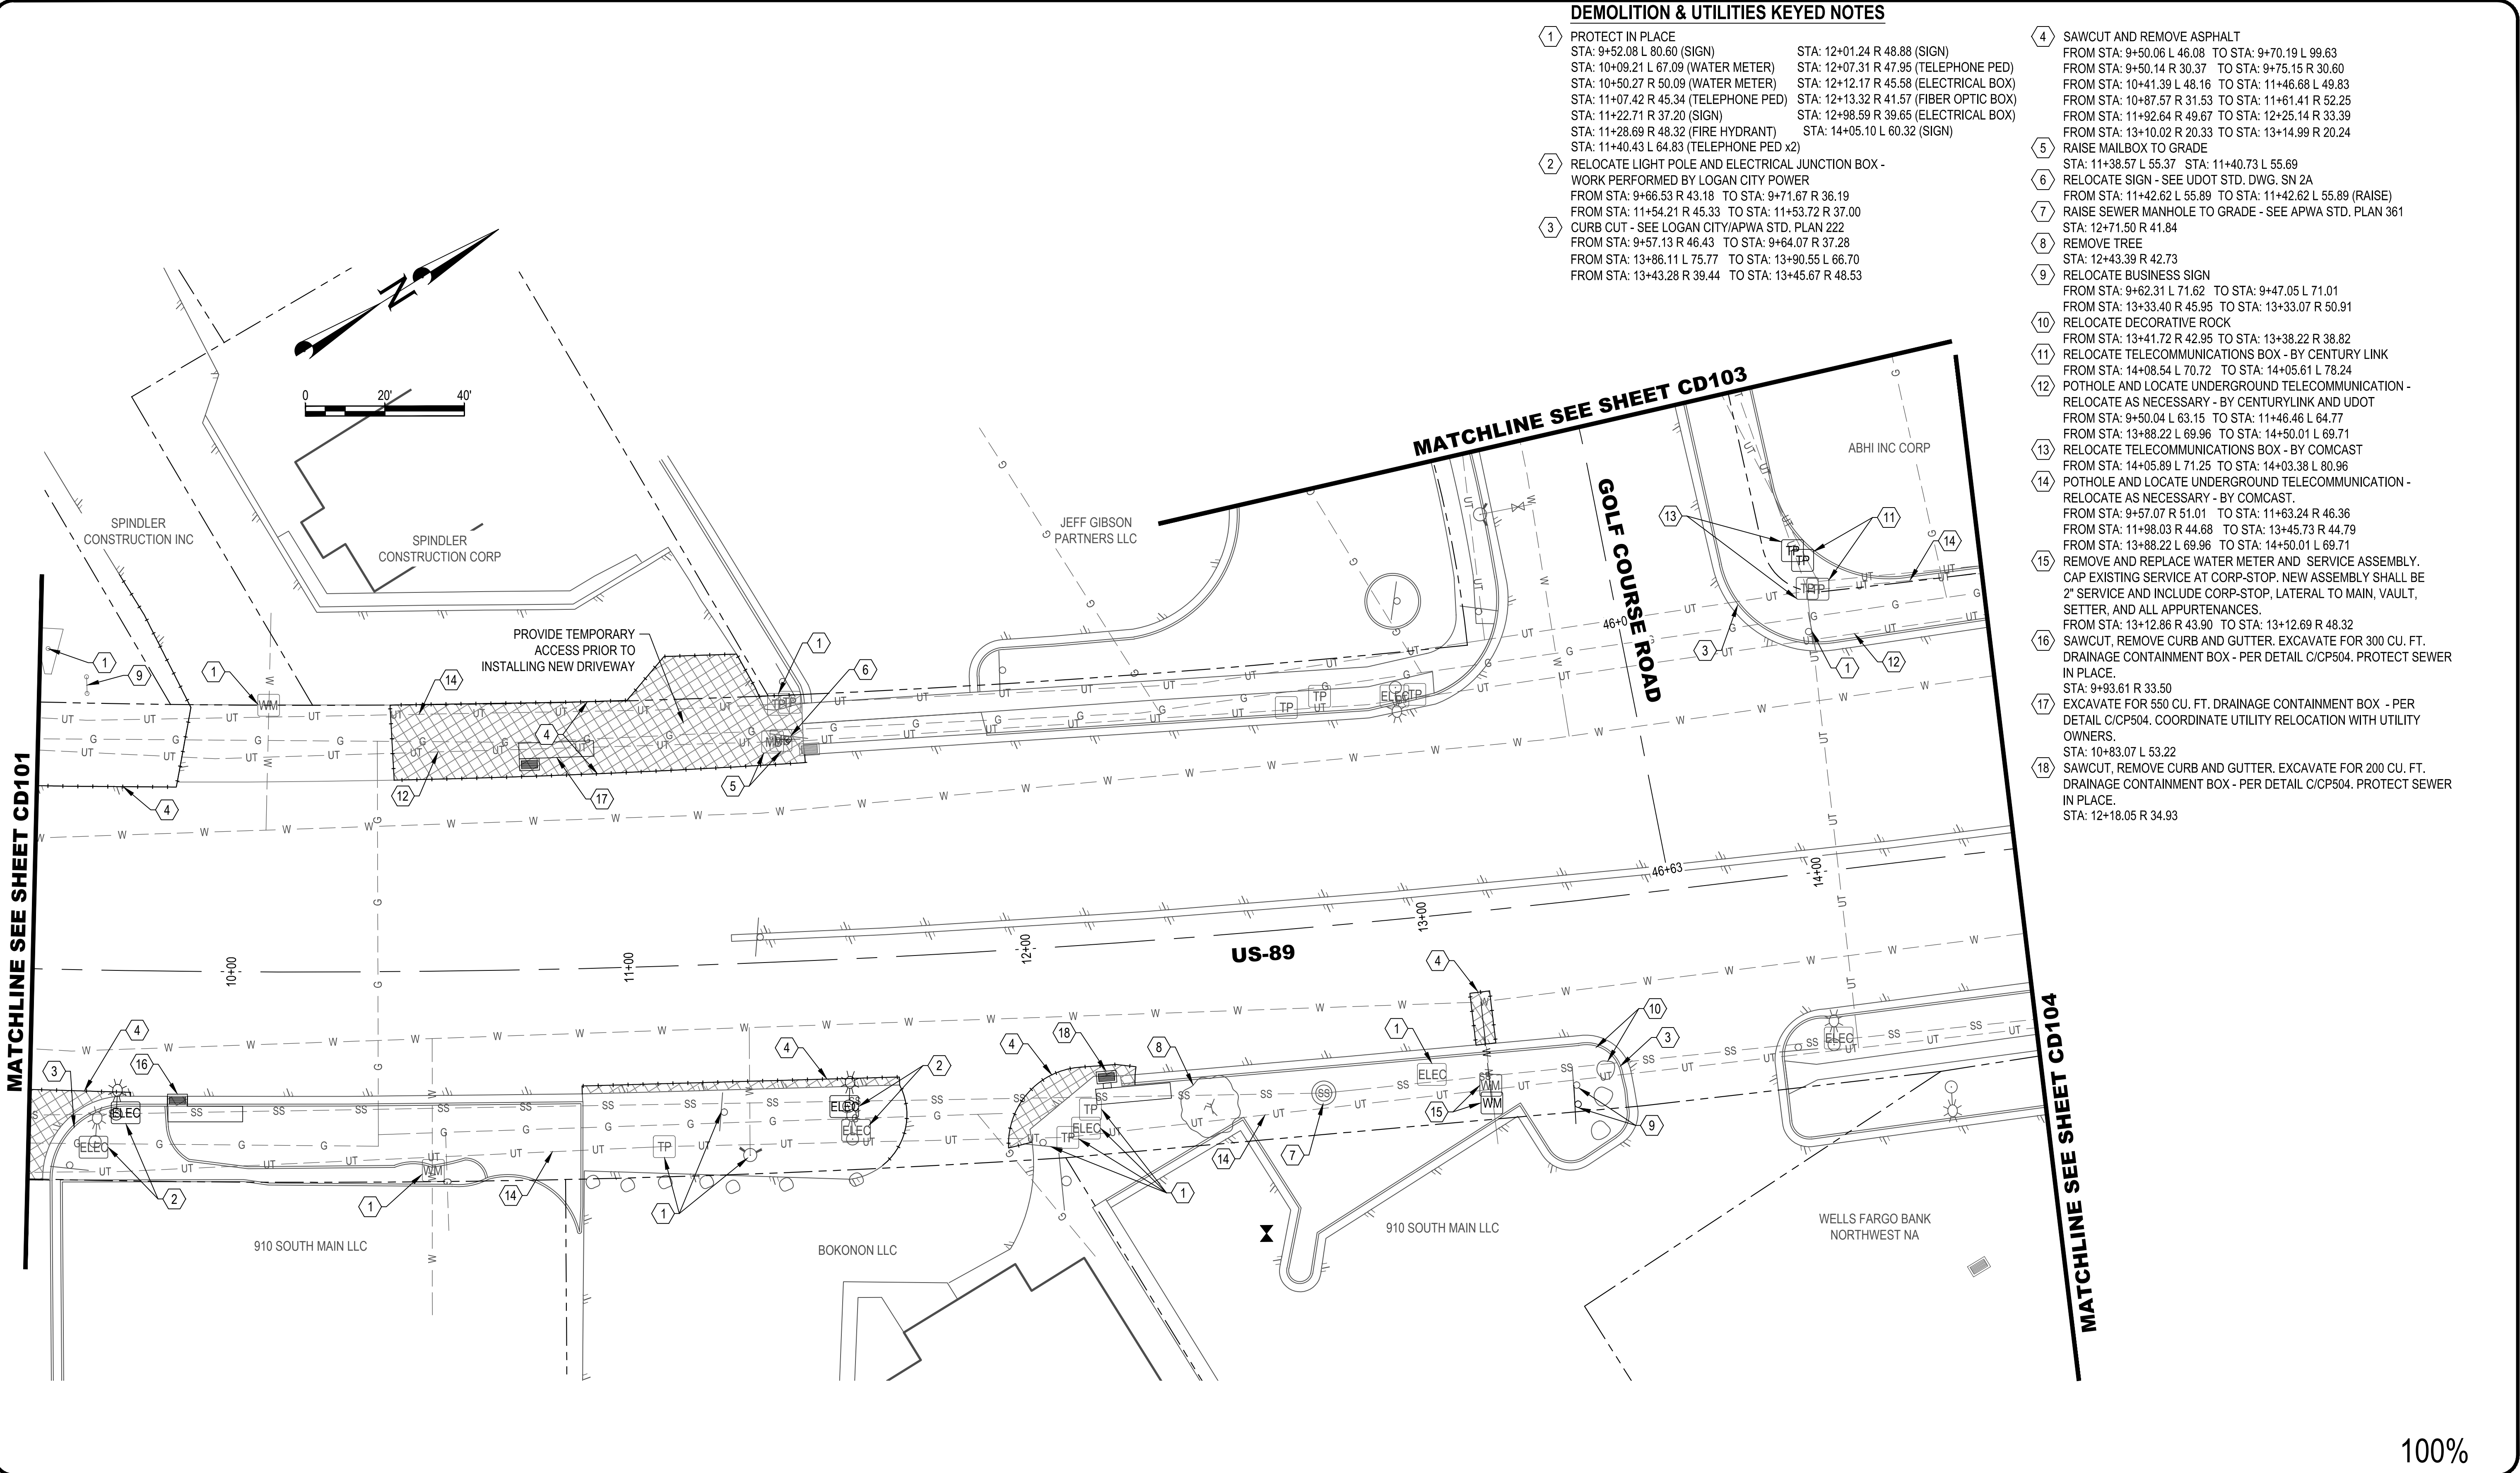 DEMOLITION & UTILITIES KEYED NOTES
1 PROTECT IN PLACE
STA: 9+52.08 L 80.60 (SIGN)
STA: 10+09.21 L 67.09 (WATER METER)
STA: 10+50.27 R 50.09 (WATER METER)
STA: 11+07.42 R 45.34 (TELEPHONE PED)
STA: 11+22.71 R 37.20 (SIGN)
STA: 11+28.69 R 48.32 (FIRE HYDRANT)
STA: 11+40.43 L 64.83 (TELEPHONE PED x2)
STA: 12+01.24 R 48.88 (SIGN)
STA: 12+07.31 R 47.95 (TELEPHONE PED)
STA: 12+12.17 R 45.58 (ELECTRICAL BOX)
STA: 12+13.32 R 41.57 (FIBER OPTIC BOX)
STA: 12+98.59 R 39.65 (ELECTRICAL BOX)
STA: 14+05.10 L 60.32 (SIGN)
2 RELOCATE LIGHT POLE AND ELECTRICAL JUNCTION BOX -
WORK PERFORMED BY LOGAN CITY POWER
FROM STA: 9+66.53 R 43.18 TO STA: 9+71.67 R 36.19
FROM STA: 11+54.21 R 45.33 TO STA: 11+53.72 R 37.00
3 CURB CUT - SEE LOGAN CITY/APWA STD. PLAN 222
FROM STA: 9+57.13 R 46.43 TO STA: 9+64.07 R 37.28
FROM STA: 13+86.11 L 75.77 TO STA: 13+90.55 L 66.70
FROM STA: 13+43.28 R 39.44 TO STA: 13+45.67 R 48.53
4 SAWCUT AND REMOVE ASPHALT
FROM STA: 9+50.06 L 46.08 TO STA: 9+70.19 L 99.63
FROM STA: 9+50.14 R 30.37 TO STA: 9+75.15 R 30.60
FROM STA: 10+41.39 L 48.16 TO STA: 11+46.68 L 49.83
FROM STA: 10+87.57 R 31.53 TO STA: 11+61.41 R 52.25
FROM STA: 11+92.64 R 49.67 TO STA: 12+25.14 R 33.39
FROM STA: 13+10.02 R 20.33 TO STA: 13+14.99 R 20.24
5 RAISE MAILBOX TO GRADE
STA: 11+38.57 L 55.37 STA: 11+40.73 L 55.69
6 RELOCATE SIGN - SEE UDOT STD. DWG. SN 2A
FROM STA: 11+42.62 L 55.89 TO STA: 11+42.62 L 55.89 (RAISE)
7 RAISE SEWER MANHOLE TO GRADE - SEE APWA STD. PLAN 361
STA: 12+71.50 R 41.84
8 REMOVE TREE
STA: 12+43.39 R 42.73
9 RELOCATE BUSINESS SIGN
FROM STA: 9+62.31 L 71.62 TO STA: 9+47.05 L 71.01
FROM STA: 13+33.40 R 45.95 TO STA: 13+33.07 R 50.91
10 RELOCATE DECORATIVE ROCK
FROM STA: 13+41.72 R 42.95 TO STA: 13+38.22 R 38.82
11 RELOCATE TELECOMMUNICATIONS BOX - BY CENTURY LINK
FROM STA: 14+08.54 L 70.72 TO STA: 14+05.61 L 78.24
12 POTHOLE AND LOCATE UNDERGROUND TELECOMMUNICATION -
RELOCATE AS NECESSARY - BY CENTURYLINK AND UDOT
FROM STA: 9+50.04 L 63.15 TO STA: 11+46.46 L 64.77
FROM STA: 13+88.22 L 69.96 TO STA: 14+50.01 L 69.71
13 RELOCATE TELECOMMUNICATIONS BOX - BY COMCAST
FROM STA: 14+05.89 L 71.25 TO STA: 14+03.38 L 80.96
14 POTHOLE AND LOCATE UNDERGROUND TELECOMMUNICATION -
RELOCATE AS NECESSARY - BY COMCAST.
FROM STA: 9+57.07 R 51.01 TO STA: 11+63.24 R 46.36
FROM STA: 11+98.03 R 44.68 TO STA: 13+45.73 R 44.79
FROM STA: 13+88.22 L 69.96 TO STA: 14+50.01 L 69.71
15 REMOVE AND REPLACE WATER METER AND SERVICE ASSEMBLY.
CAP EXISTING SERVICE AT CORP-STOP. NEW ASSEMBLY SHALL BE
2" SERVICE AND INCLUDE CORP-STOP, LATERAL TO MAIN, VAULT,
SETTER, AND ALL APPURTENANCES.
FROM STA: 13+12.86 R 43.90 TO STA: 13+12.69 R 48.32
16 SAWCUT, REMOVE CURB AND GUTTER. EXCAVATE FOR 300 CU. FT.
DRAINAGE CONTAINMENT BOX - PER DETAIL C/CP504. PROTECT SEWER
IN PLACE.
STA: 9+93.61 R 33.50
17 EXCAVATE FOR 550 CU. FT. DRAINAGE CONTAINMENT BOX - PER
DETAIL C/CP504. COORDINATE UTILITY RELOCATION WITH UTILITY
OWNERS.
STA: 10+83.07 L 53.22
18 SAWCUT, REMOVE CURB AND GUTTER. EXCAVATE FOR 200 CU. FT.
DRAINAGE CONTAINMENT BOX - PER DETAIL C/CP504. PROTECT SEWER
IN PLACE.
STA: 12+18.05 R 34.93
N
0 20' 40'
MATCHLINE SEE SHEET CD103
MATCHLINE SEE SHEET CD101
MATCHLINE SEE SHEET CD104
SPINDLER
CONSTRUCTION INC
SPINDLER
CONSTRUCTION CORP
JEFF GIBSON
PARTNERS LLC
ABHI INC CORP
GOLF COURSE ROAD
PROVIDE TEMPORARY
ACCESS PRIOR TO
INSTALLING NEW DRIVEWAY
46+63
10+00
11+00
12+00
13+00
14+00
US-89
910 SOUTH MAIN LLC
BOKONON LLC
910 SOUTH MAIN LLC
WELLS FARGO BANK
NORTHWEST NA
100%